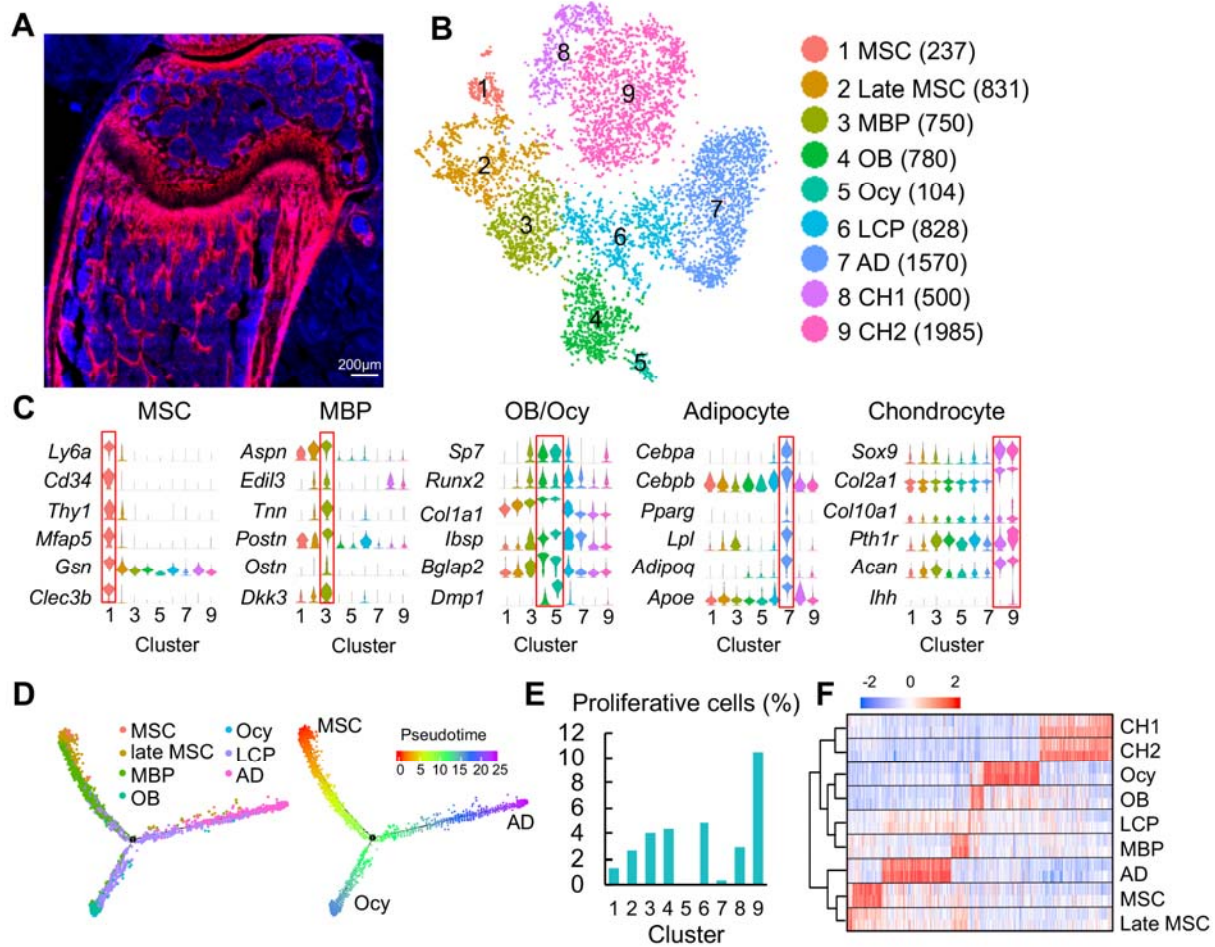 A
200μm
B
1
2
3
4
5
6
7
8
9
1 MSC (237)
2 Late MSC (831)
3 MBP (750)
4 OB (780)
5 Ocy (104)
6 LCP (828)
7 AD (1570)
8 CH1 (500)
9 CH2 (1985)
C
MSC
Ly6a
Cd34
Thy1
Mfap5
Gsn
Clec3b
1 3 5 7 9
Cluster
MBP
Aspn
Edil3
Tnn
Postn
Ostn
Dkk3
1 3 5 7 9
Cluster
OB/Ocy
Sp7
Runx2
Col1a1
Ibsp
Bglap2
Dmp1
1 3 5 7 9
Cluster
Adipocyte
Cebpa
Cebpb
Pparg
Lpl
Adipoq
Apoe
1 3 5 7 9
Cluster
Chondrocyte
Sox9
Col2a1
Col10a1
Pth1r
Acan
Ihh
1 3 5 7 9
Cluster
D
MSC
late MSC
MBP
OB
Ocy
LCP
AD
MSC
Pseudotime
0 5 10 15 20 25
AD
Ocy
E
Proliferative cells (%)
12
10
8
6
4
2
0
1 2 3 4 5 6 7 8 9
Cluster
F
-2 0 2
CH1
CH2
Ocy
OB
LCP
MBP
AD
MSC
Late MSC